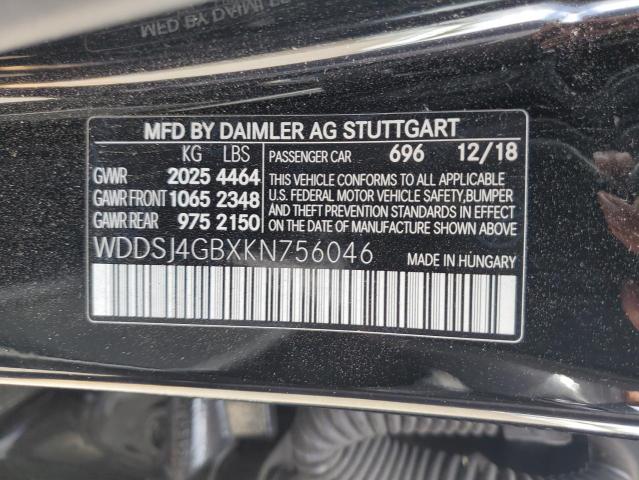 MFD BY DAIMLER AG STUTTGART
KG LBS PASSENGER CAR 696 12/18
GVWR 2025 4464
GAWR FRONT 1065 2348
GAWR REAR 975 2150
THIS VEHICLE CONFORMS TO ALL APPLICABLE
U.S. FEDERAL MOTOR VEHICLE SAFETY, BUMPER
AND THEFT PREVENTION STANDARDS IN EFFECT
ON THE DATE OF MANUFACTURE SHOWN ABOVE
WDDSJ4GBXKN756046 MADE IN HUNGARY